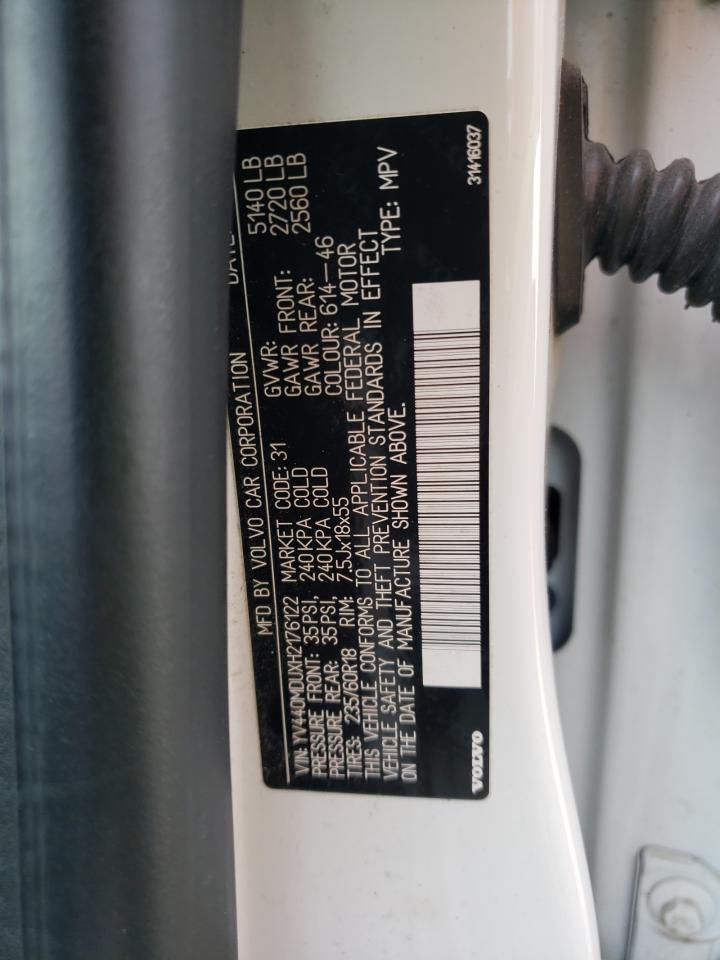 MFD BY VOLVO CAR CORPORATION DATE:
VIN: YV440MDUXH2176122 MARKET CODE: 31 GVWR: 5140 LB
PRESSURE FRONT: 35PSI, 240KPA COLD GAWR FRONT: 2720 LB
PRESSURE REAR: 35PSI, 240KPA COLD GAWR REAR: 2560 LB
TIRES: 235/60R18 RIM: 7.5Jx18x55 COLOUR: 614-46
THIS VEHICLE CONFORMS TO ALL APPLICABLE FEDERAL MOTOR
VEHICLE SAFETY AND THEFT PREVENTION STANDARDS IN EFFECT
ON THE DATE OF MANUFACTURE SHOWN ABOVE. TYPE: MPV
VOLVO 31416037